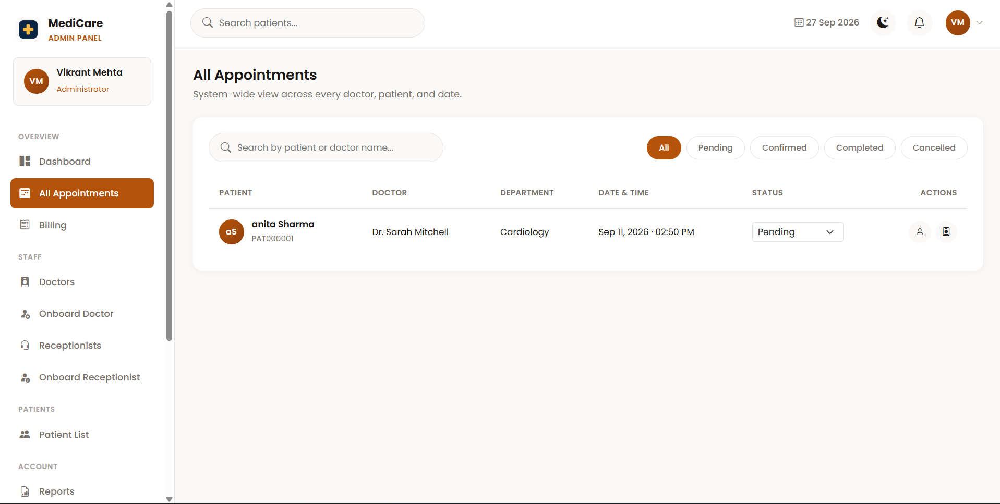 MediCare
ADMIN PANEL
VM
Vikrant Mehta
Administrator
OVERVIEW
Dashboard
All Appointments
Billing
STAFF
Doctors
Onboard Doctor
Receptionists
Onboard Receptionist
PATIENTS
Patient List
ACCOUNT
Reports
Search patients...
27 Sep 2026
VM
All Appointments
System-wide view across every doctor, patient, and date.
Search by patient or doctor name...
All Pending Confirmed Completed Cancelled
PATIENT DOCTOR DEPARTMENT DATE & TIME STATUS ACTIONS
aS
anita Sharma
PAT000001
Dr. Sarah Mitchell Cardiology Sep 11, 2026 · 02:50 PM Pending